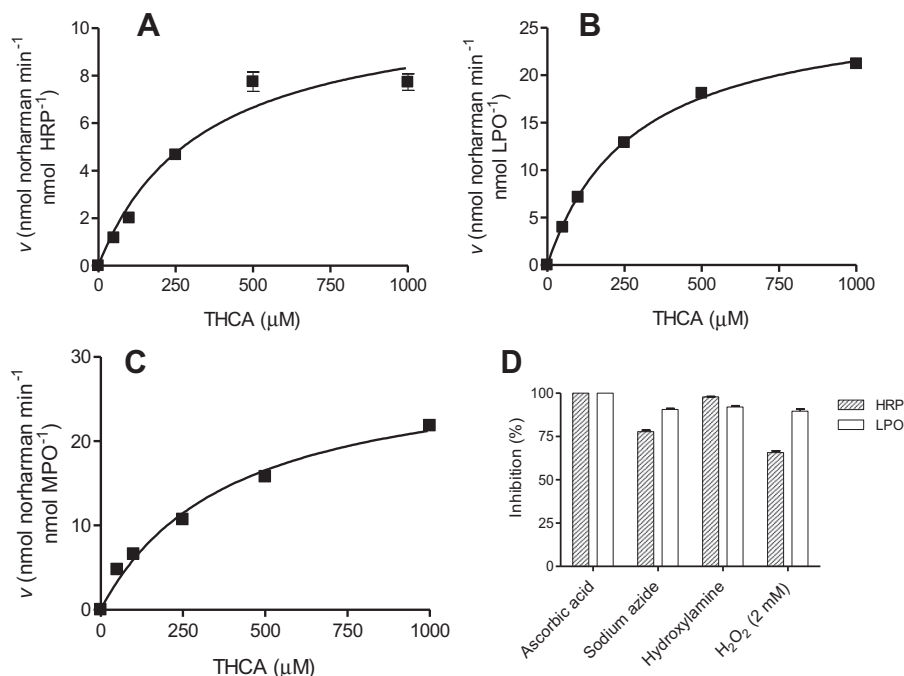 A
v (nmol norharman min⁻¹
nmol HRP⁻¹)
10
8
6
4
2
0
0 250 500 750 1000
THCA (μM)
B
v (nmol norharman min⁻¹
nmol LPO⁻¹)
25
20
15
10
5
0
0 250 500 750 1000
THCA (μM)
C
v (nmol norharman min⁻¹
nmol MPO⁻¹)
30
20
10
0
0 250 500 750 1000
THCA (μM)
D
Inhibition (%)
100
75
50
25
0
Ascorbic acid
Sodium azide
Hydroxylamine
H₂O₂ (2 mM)
HRP
LPO